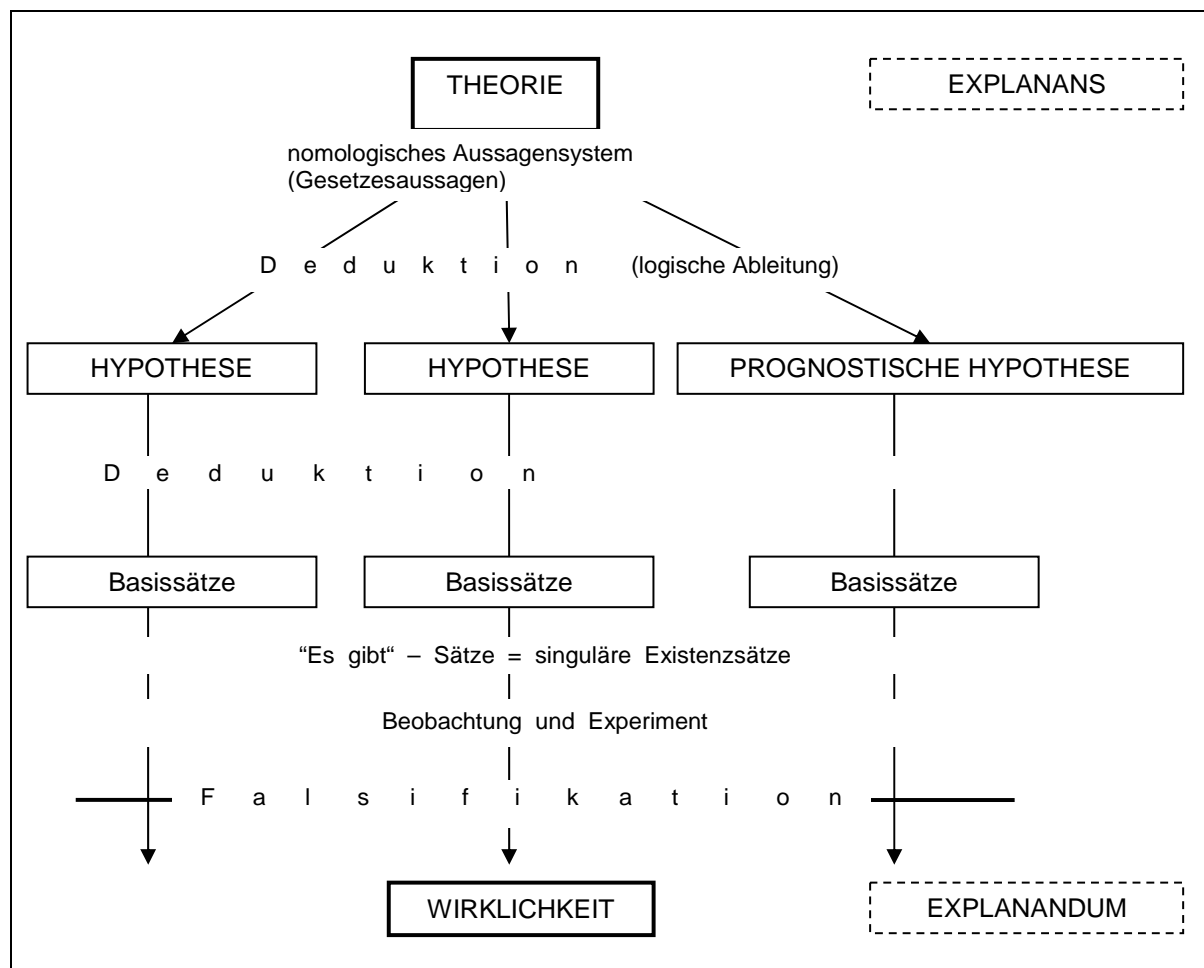 THEORIE
EXPLANANS
nomologisches Aussagensystem
(Gesetzesaussagen)
D e d u k t i o n (logische Ableitung)
HYPOTHESE
HYPOTHESE
PROGNOSTISCHE HYPOTHESE
D e d u k t i o n
Basissätze
Basissätze
Basissätze
“Es gibt“ – Sätze = singuläre Existenzsätze
Beobachtung und Experiment
F a l s i f i k a t i o n
WIRKLICHKEIT
EXPLANANDUM